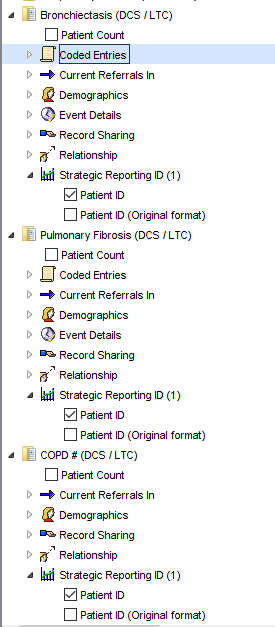 Bronchiectasis (DCS / LTC)
Patient Count
Coded Entries
Current Referrals In
Demographics
Event Details
Record Sharing
Relationship
Strategic Reporting ID (1)
Patient ID
Patient ID (Original format)
Pulmonary Fibrosis (DCS / LTC)
Patient Count
Coded Entries
Current Referrals In
Demographics
Event Details
Record Sharing
Relationship
Strategic Reporting ID (1)
Patient ID
Patient ID (Original format)
COPD # (DCS / LTC)
Patient Count
Current Referrals In
Demographics
Record Sharing
Relationship
Strategic Reporting ID (1)
Patient ID
Patient ID (Original format)